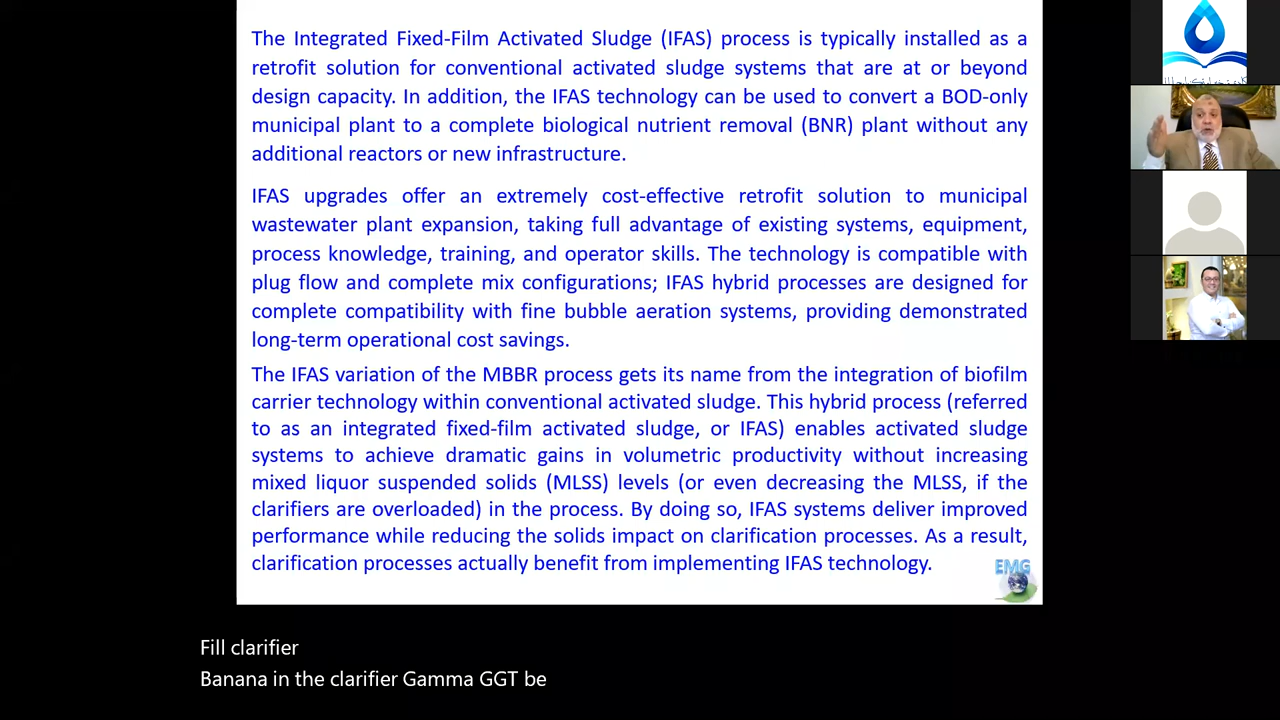 The Integrated Fixed-Film Activated Sludge (IFAS) process is typically installed as a
retrofit solution for conventional activated sludge systems that are at or beyond
design capacity. In addition, the IFAS technology can be used to convert a BOD-only
municipal plant to a complete biological nutrient removal (BNR) plant without any
additional reactors or new infrastructure.
IFAS upgrades offer an extremely cost-effective retrofit solution to municipal
wastewater plant expansion, taking full advantage of existing systems, equipment,
process knowledge, training, and operator skills. The technology is compatible with
plug flow and complete mix configurations; IFAS hybrid processes are designed for
complete compatibility with fine bubble aeration systems, providing demonstrated
long-term operational cost savings.
The IFAS variation of the MBBR process gets its name from the integration of biofilm
carrier technology within conventional activated sludge. This hybrid process (referred
to as an integrated fixed-film activated sludge, or IFAS) enables activated sludge
systems to achieve dramatic gains in volumetric productivity without increasing
mixed liquor suspended solids (MLSS) levels (or even decreasing the MLSS, if the
clarifiers are overloaded) in the process. By doing so, IFAS systems deliver improved
performance while reducing the solids impact on clarification processes. As a result,
clarification processes actually benefit from implementing IFAS technology.
EMG
Fill clarifier
Banana in the clarifier Gamma GGT be